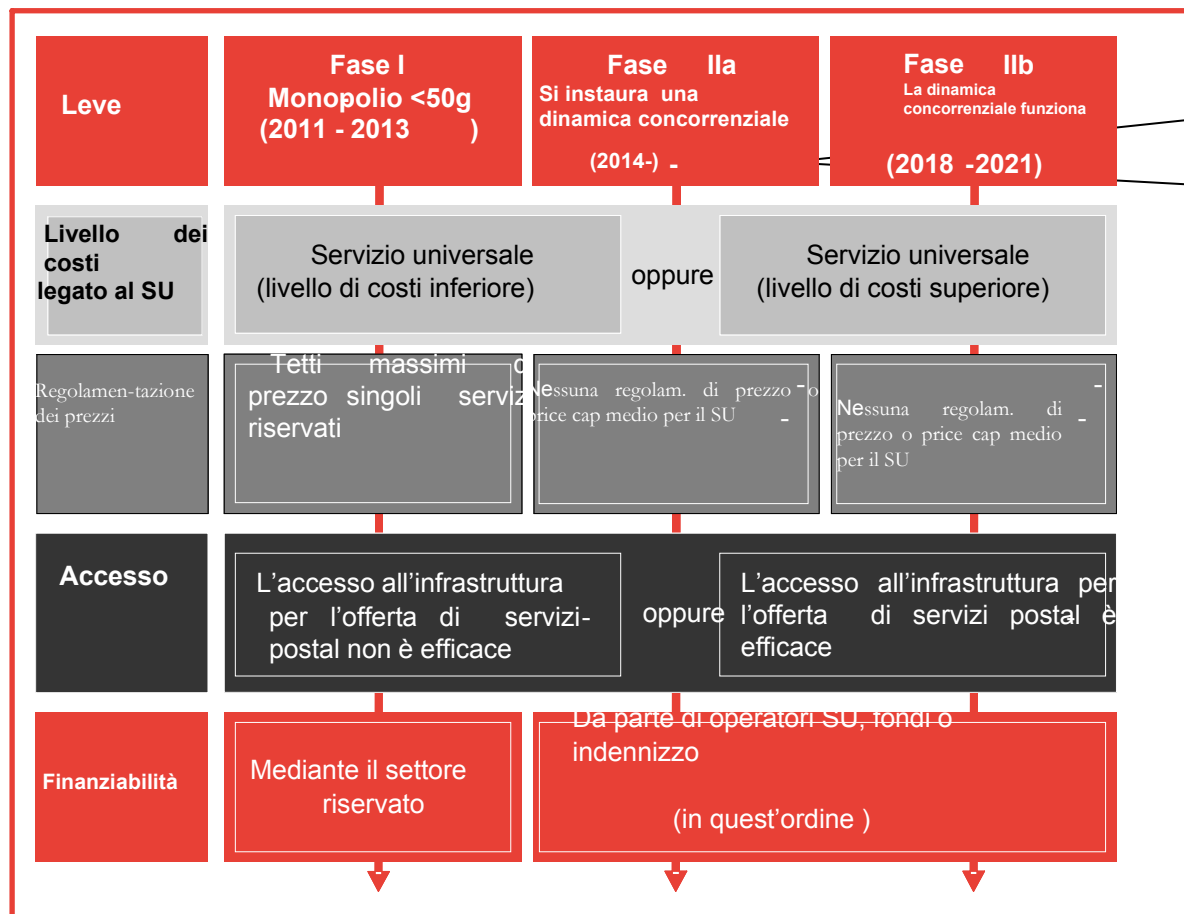 Leve
Fase I
Monopolio <50g
(2011 - 2013 )
Fase IIa
Si instaura una
dinamica concorrenziale
(2014-) -
Fase IIb
La dinamica
concorrenziale funziona
(2018 -2021)
Livello dei
costi
legato al SU
Servizio universale
(livello di costi inferiore)
oppure
Servizio universale
(livello di costi superiore)
Regolamen-tazione
dei prezzi
Tetti massimi
prezzo singoli serviz
riservati
Nessuna regolam. di prezzo - o
price cap medio per il SU -
Nessuna regolam. di -
prezzo o price cap medio -
per il SU
Accesso
L’accesso all’infrastruttura
per l’offerta di servizi-
postal non è efficace
oppure
L’accesso all’infrastruttura per
l’offerta di servizi postal- è
efficace
Finanziabilità
Mediante il settore
riservato
Da parte di operatori SU, fondi o
indennizzo
(in quest’ordine )